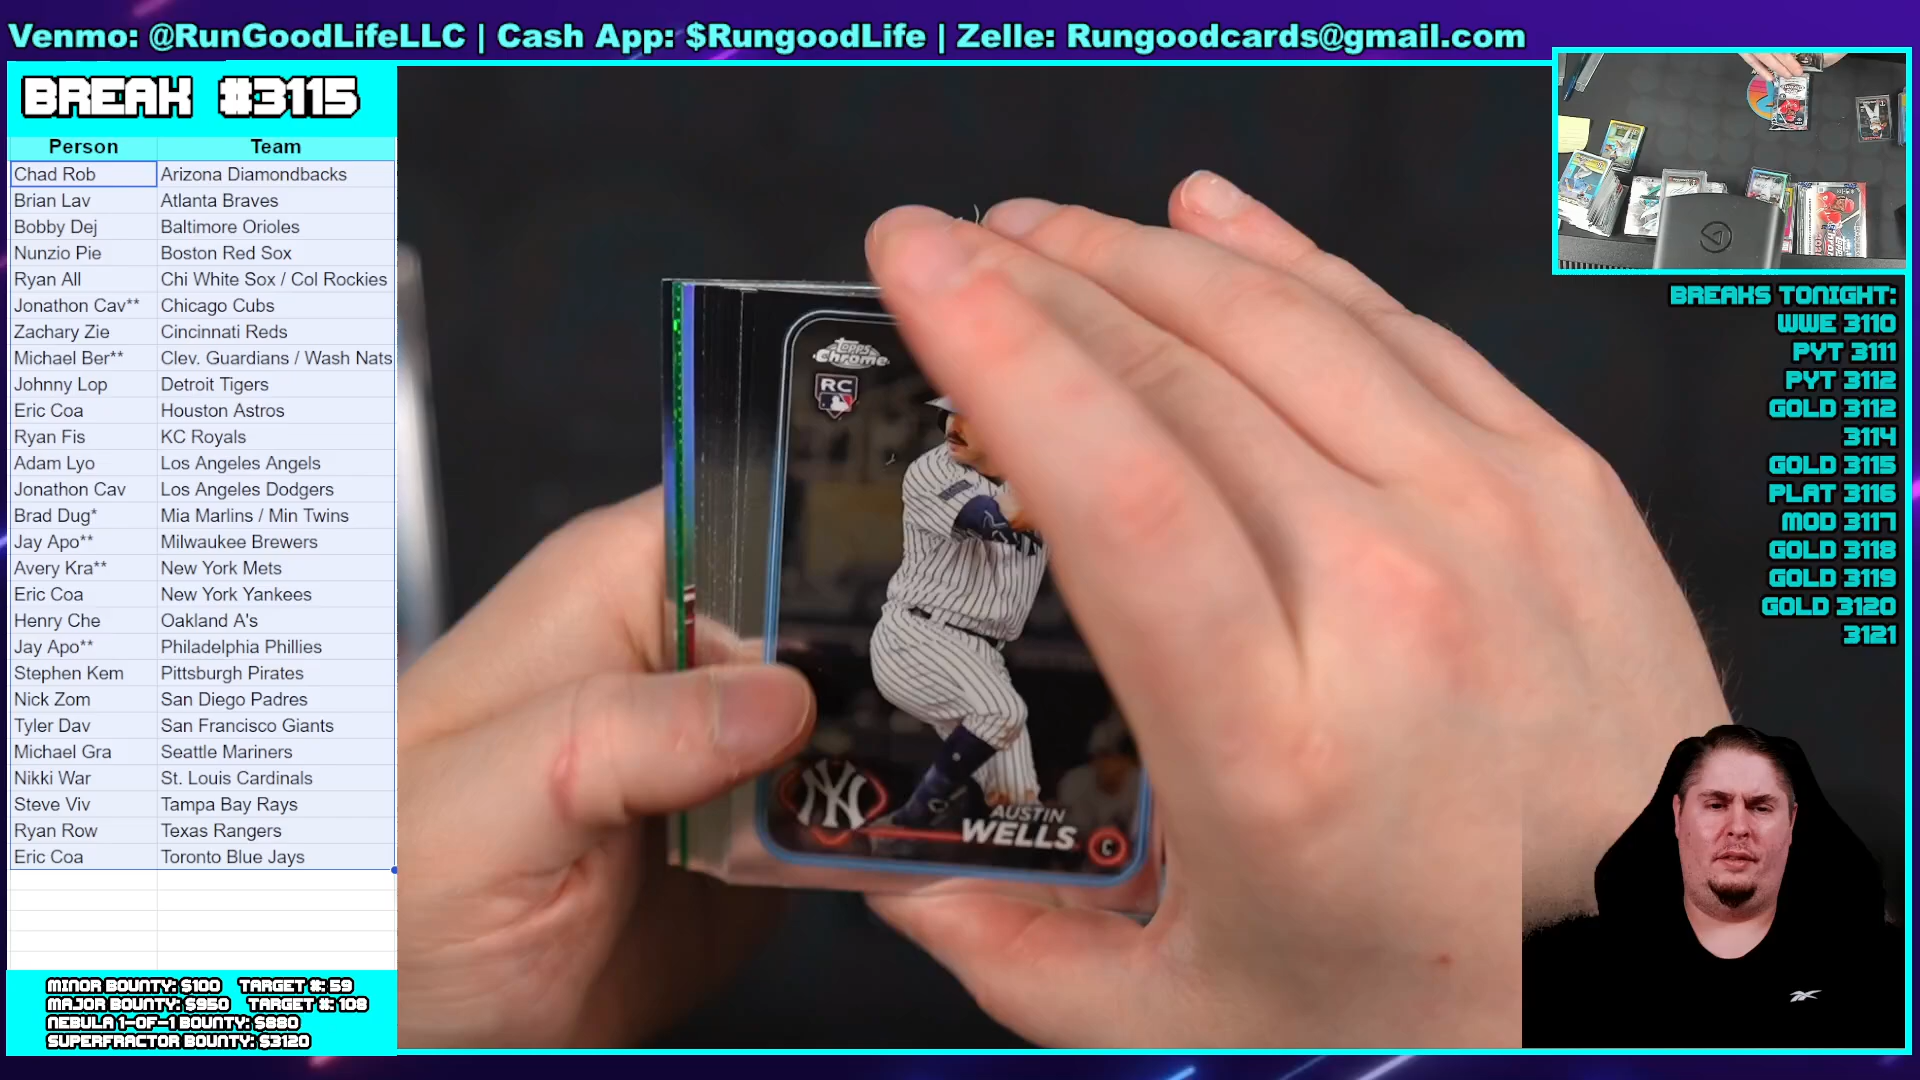 Venmo: @RunGoodLifeLLC | Cash App: $RungoodLife | Zelle: Rungoodcards@gmail.com
BREAK #3115
Person Team
Chad Rob Arizona Diamondbacks
Brian Lav Atlanta Braves
Bobby Dej Baltimore Orioles
Nunzio Pie Boston Red Sox
Ryan All Chi White Sox / Col Rockies
Jonathon Cav** Chicago Cubs
Zachary Zie Cincinnati Reds
Michael Ber** Clev. Guardians / Wash Nats
Johnny Lop Detroit Tigers
Eric Coa Houston Astros
Ryan Fis KC Royals
Adam Lyo Los Angeles Angels
Jonathon Cav Los Angeles Dodgers
Brad Dug* Mia Marlins / Min Twins
Jay Apo** Milwaukee Brewers
Avery Kra** New York Mets
Eric Coa New York Yankees
Henry Che Oakland A's
Jay Apo** Philadelphia Phillies
Stephen Kem Pittsburgh Pirates
Nick Zom San Diego Padres
Tyler Dav San Francisco Giants
Michael Gra Seattle Mariners
Nikki War St. Louis Cardinals
Steve Viv Tampa Bay Rays
Ryan Row Texas Rangers
Eric Coa Toronto Blue Jays
MINOR BOUNTY: $100 TARGET #: 59
MAJOR BOUNTY: $950 TARGET #: 108
NEBULA 1-OF-1 BOUNTY: $880
SUPERFRACTOR BOUNTY: $3120
Topps
Chrome
RC
NY
AUSTIN
WELLS
C
BREAKS TONIGHT:
WWE 3110
PYT 3111
PYT 3112
GOLD 3112
3114
GOLD 3115
PLAT 3116
MOD 3117
GOLD 3118
GOLD 3119
GOLD 3120
3121